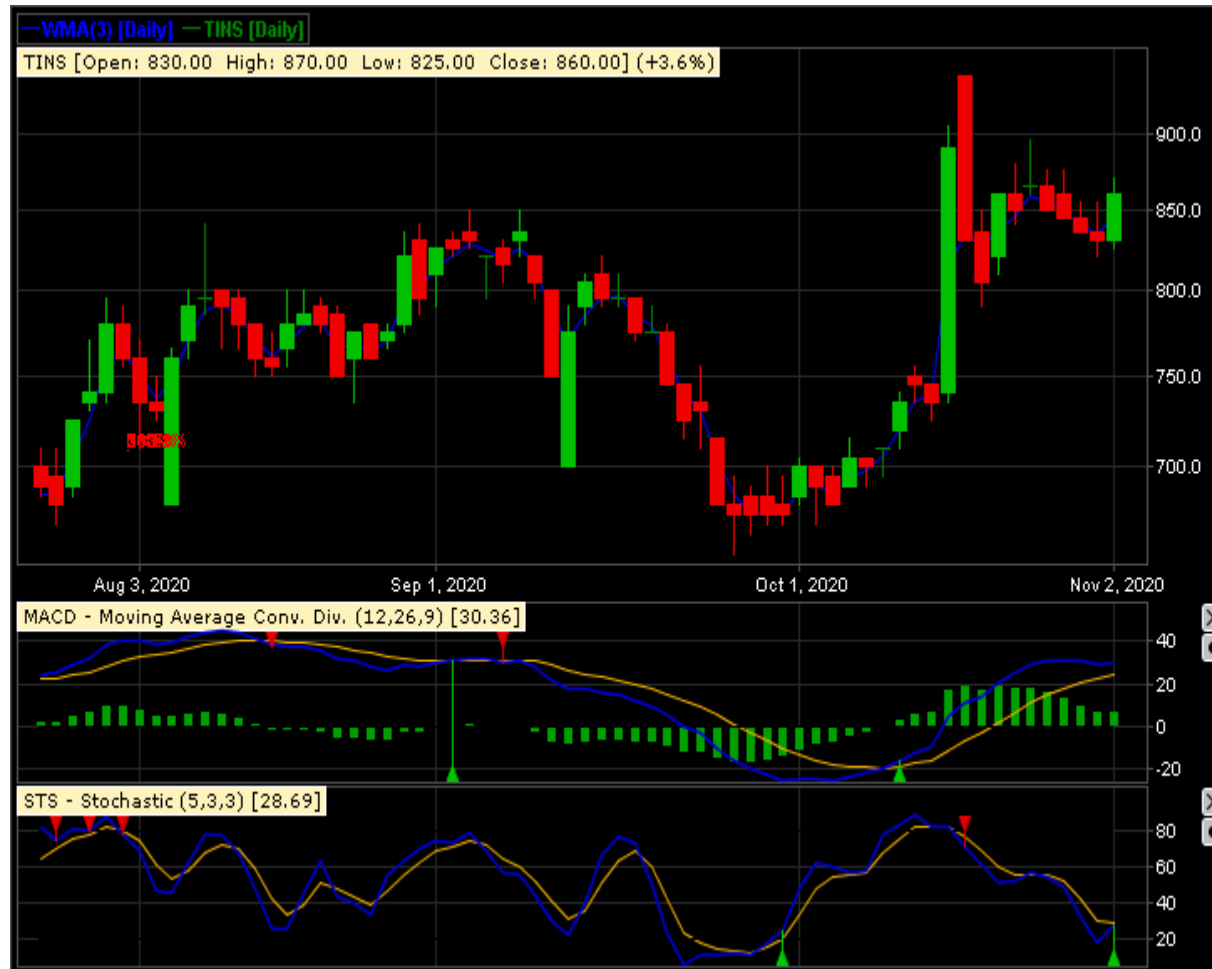 WMA(3) [Daily] TINS [Daily]
TINS [Open: 830.00 High: 870.00 Low: 825.00 Close: 860.00] (+3.6%)
900.0
850.0
800.0
750.0
700.0
Aug 3, 2020 Sep 1, 2020 Oct 1, 2020 Nov 2, 2020
MACD - Moving Average Conv. Div. (12,26,9) [30.36]
40
20
0
-20
STS - Stochastic (5,3,3) [28.69]
80
60
40
20